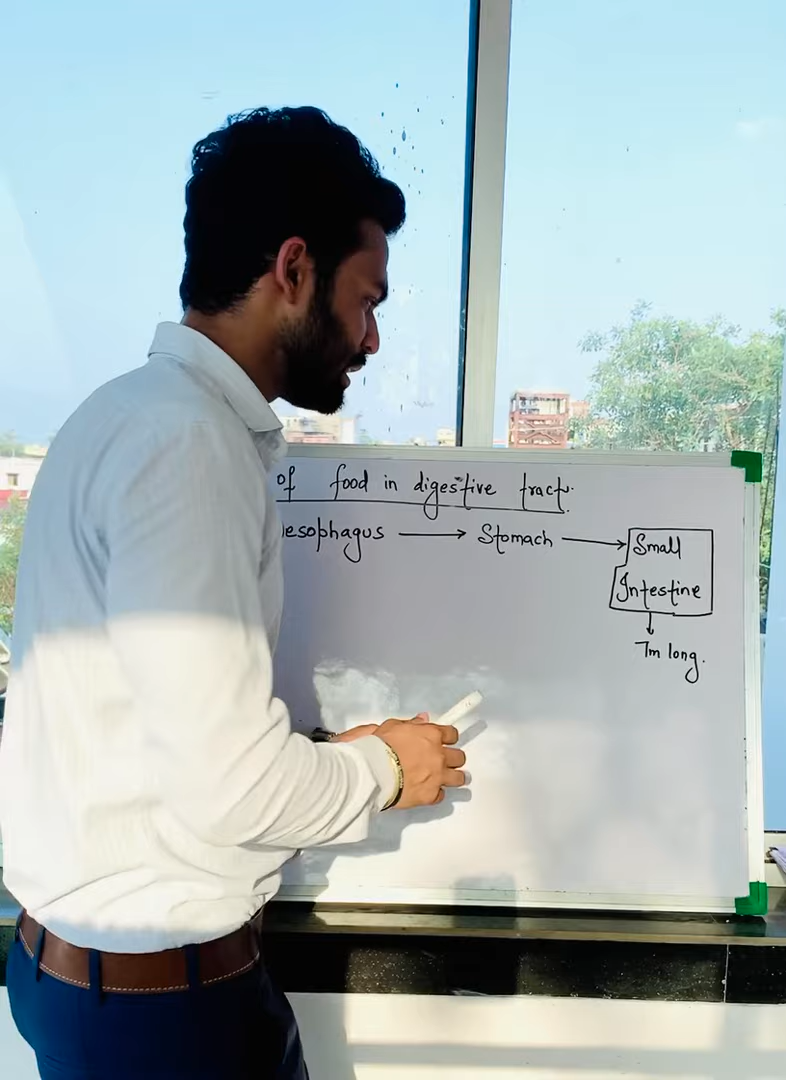 of food in digestive tract.
oesophagus → Stomach → Small
Intestine
7m long.